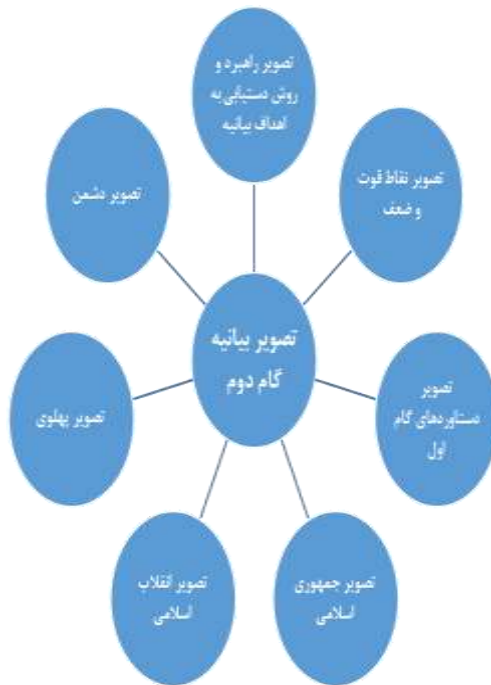 تصویر راهبرد و
روش دستیابی به
اهداف بیانیه
تصویر نقاط قوت
و ضعف
تصویر
دستاوردهای گام
اول
تصویر جمهوری
اسلامی
تصویر انقلاب
اسلامی
تصویر پهلوی
تصویر دشمن
تصویر بیانیه
گام دوم